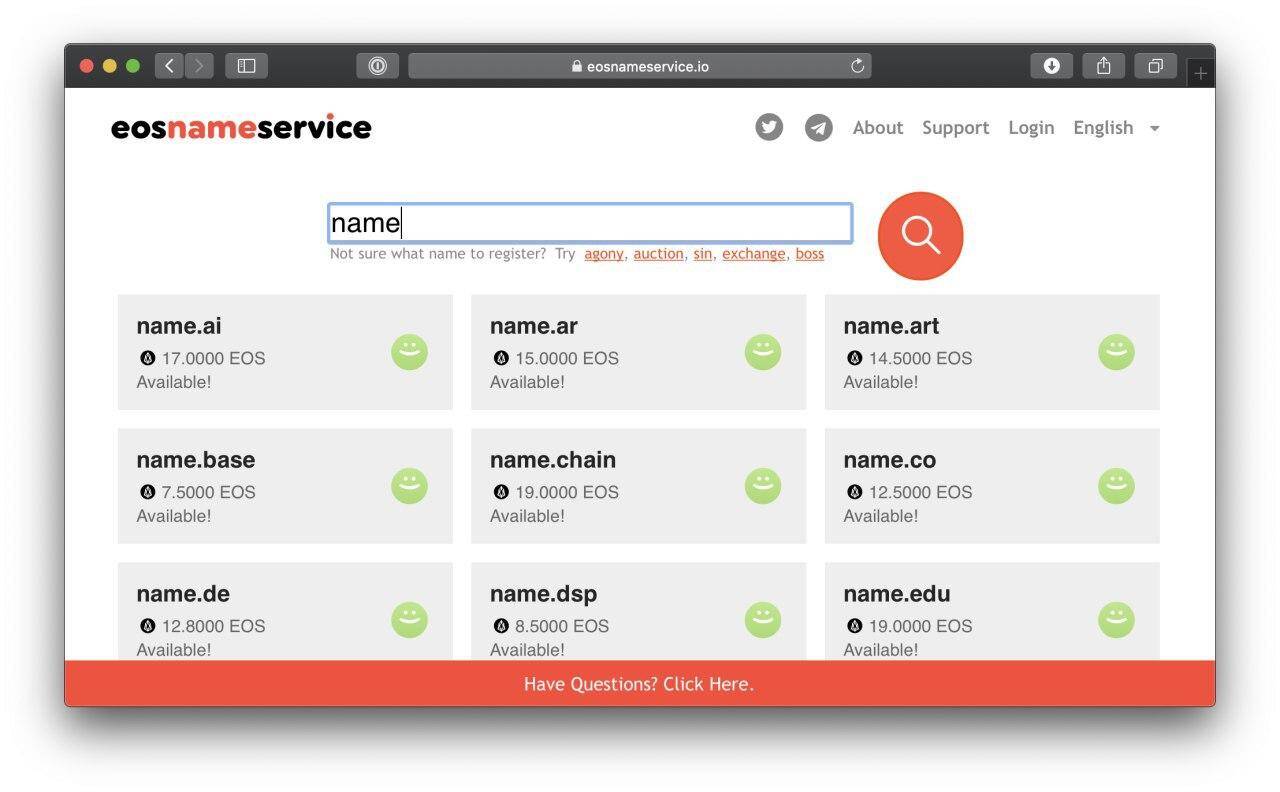 eosnameservice.io
eosnameservice
About Support Login English
name
Not sure what name to register? Try agony, auction, sin, exchange, boss
name.ai
17.0000 EOS
Available!
name.ar
15.0000 EOS
Available!
name.art
14.5000 EOS
Available!
name.base
7.5000 EOS
Available!
name.chain
19.0000 EOS
Available!
name.co
12.5000 EOS
Available!
name.de
12.8000 EOS
Available!
name.dsp
8.5000 EOS
Available!
name.edu
19.0000 EOS
Available!
Have Questions? Click Here.